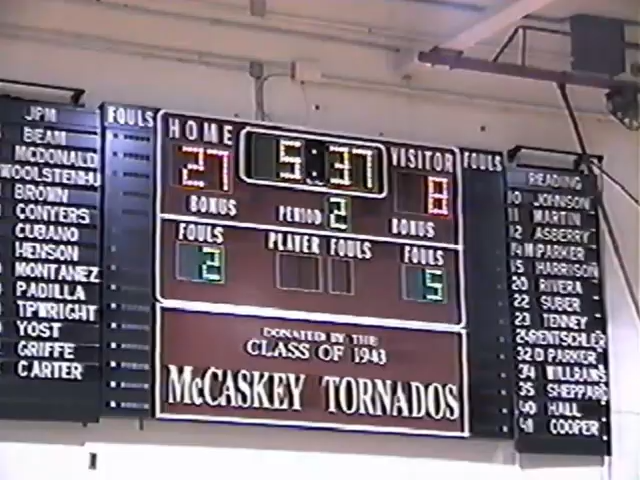 JPM
BEAM
MCDONALD
WOOLSTENHU
BROWN
CONYERS
CUBANO
HENSON
MONTANEZ
PADILLA
TPWRIGHT
YOST
GRIFFE
CARTER
FOULS
HOME
27
5:37
VISITOR
8
BONUS
PERIOD 2
BONUS
FOULS
2
PLAYER FOULS
FOULS
5
DONATED BY THE
CLASS OF 1943
McCASKEY TORNADOS
FOULS
READING
10 JOHNSON
11 MARTIN
12 ASBERRY
14 M PARKER
15 HARRISON
20 RIVERA
22 SUBER
23 TENNEY
24 RENTSCHLER
32 D PARKER
34 WILLIAMS
35 SHEPPARD
40 HALL
41 COOPER